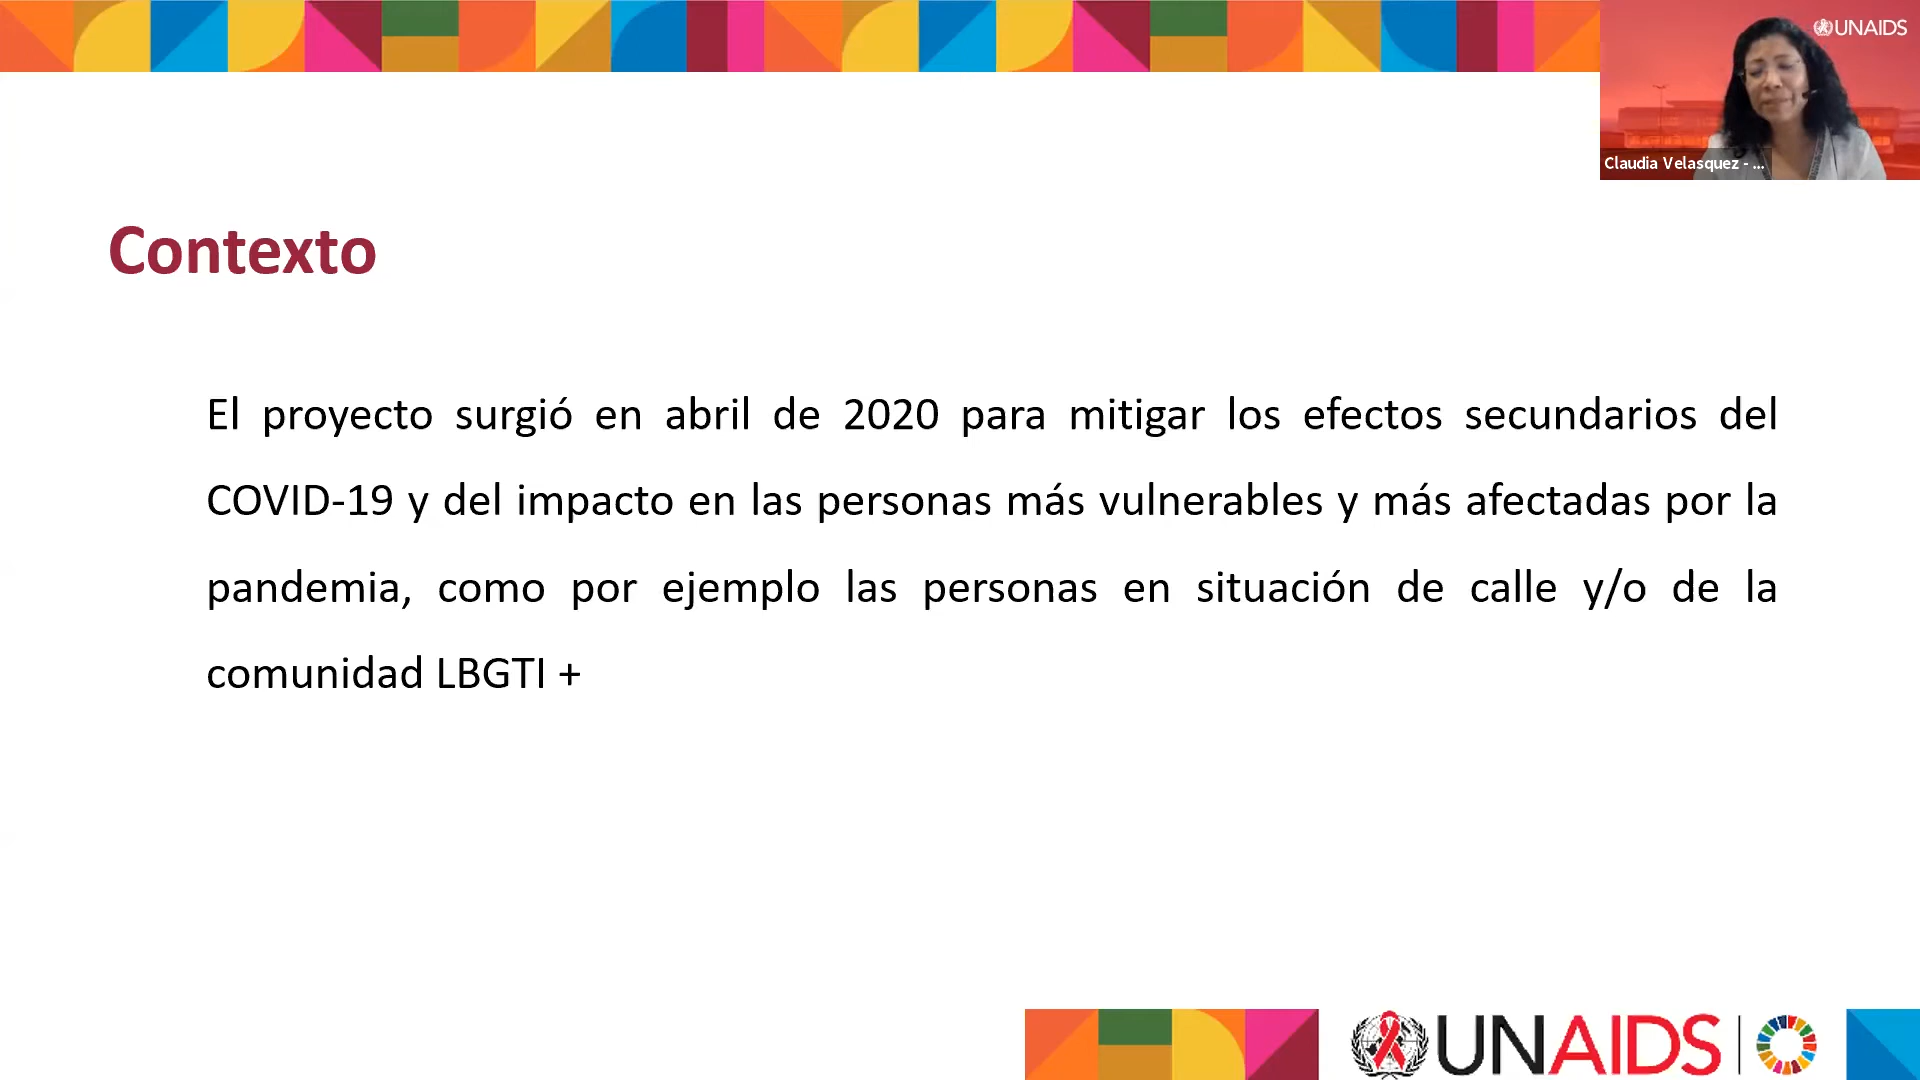 UNAIDS
Claudia Velasquez - ...
Contexto
El proyecto surgió en abril de 2020 para mitigar los efectos secundarios del
COVID-19 y del impacto en las personas más vulnerables y más afectadas por la
pandemia, como por ejemplo las personas en situación de calle y/o de la
comunidad LBGTI +
UNAIDS